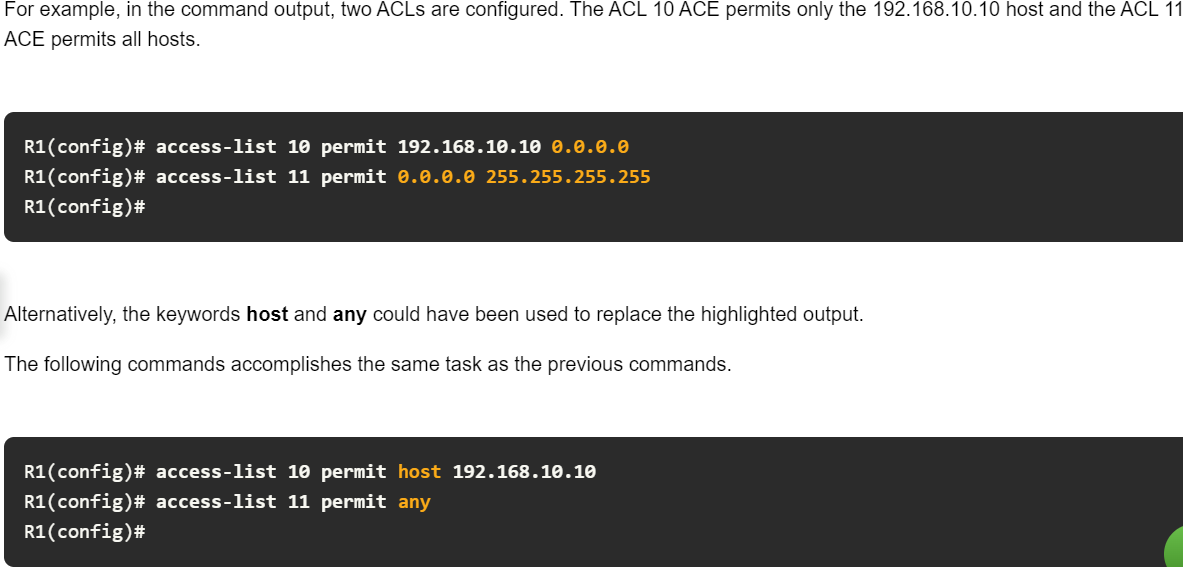 For example, in the command output, two ACLs are configured. The ACL 10 ACE permits only the 192.168.10.10 host and the ACL 11
ACE permits all hosts.
R1(config)# access-list 10 permit 192.168.10.10 0.0.0.0
R1(config)# access-list 11 permit 0.0.0.0 255.255.255.255
R1(config)#
Alternatively, the keywords host and any could have been used to replace the highlighted output.
The following commands accomplishes the same task as the previous commands.
R1(config)# access-list 10 permit host 192.168.10.10
R1(config)# access-list 11 permit any
R1(config)#